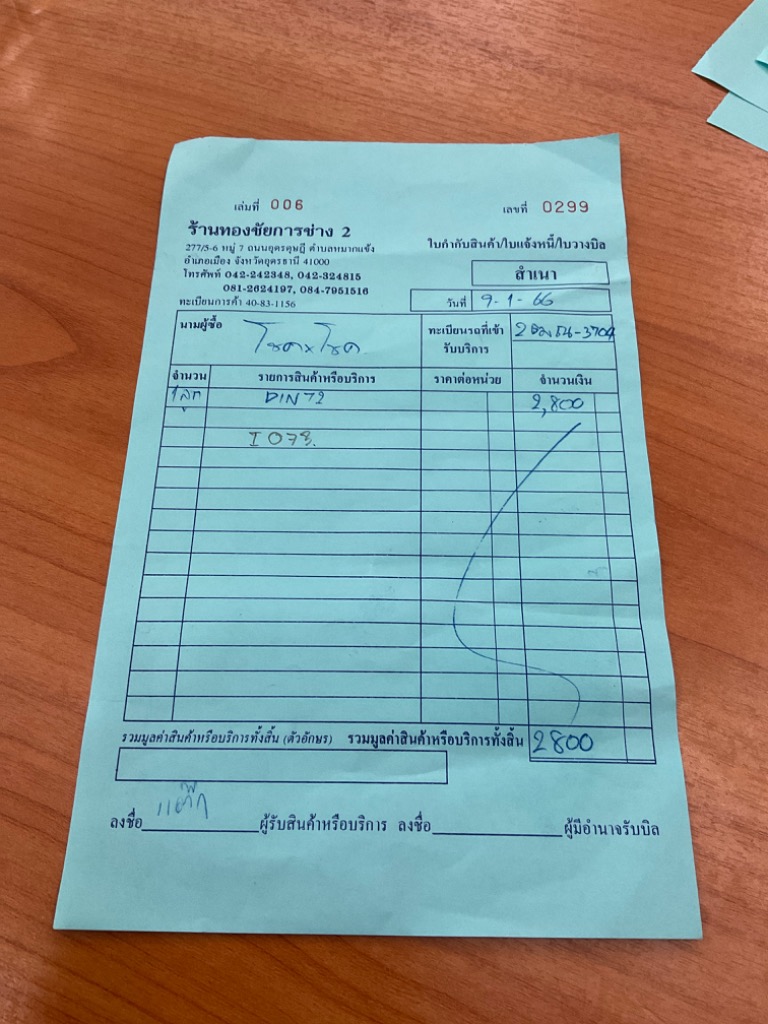 เล่มที่ 006
เลขที่ 0299
ร้านทองชัยการช่าง 2
277/5-6 หมู่ 7 ถนนอุดรดุษฎี ตำบลหมากแข้ง
อำเภอเมือง จังหวัดอุดรธานี 41000
โทรศัพท์ 042-242348, 042-324815
081-2624197, 084-7951516
ทะเบียนการค้า 40-83-1156
ใบกำกับสินค้า/ใบแจ้งหนี้/ใบวางบิล
สำเนา
วันที่ 9-1-66
นามผู้ซื้อ โชค x โชค
ทะเบียนรถที่เข้า
รับบริการ
จำนวน รายการสินค้าหรือบริการ ราคาต่อหน่วย จำนวนเงิน
1 ลูก DIN72 2,800
I 073.
รวมมูลค่าสินค้าหรือบริการทั้งสิ้น (ตัวอักษร) รวมมูลค่าสินค้าหรือบริการทั้งสิ้น 2800
ลงชื่อ ผู้รับสินค้าหรือบริการ ลงชื่อ ผู้มีอำนาจรับบิล